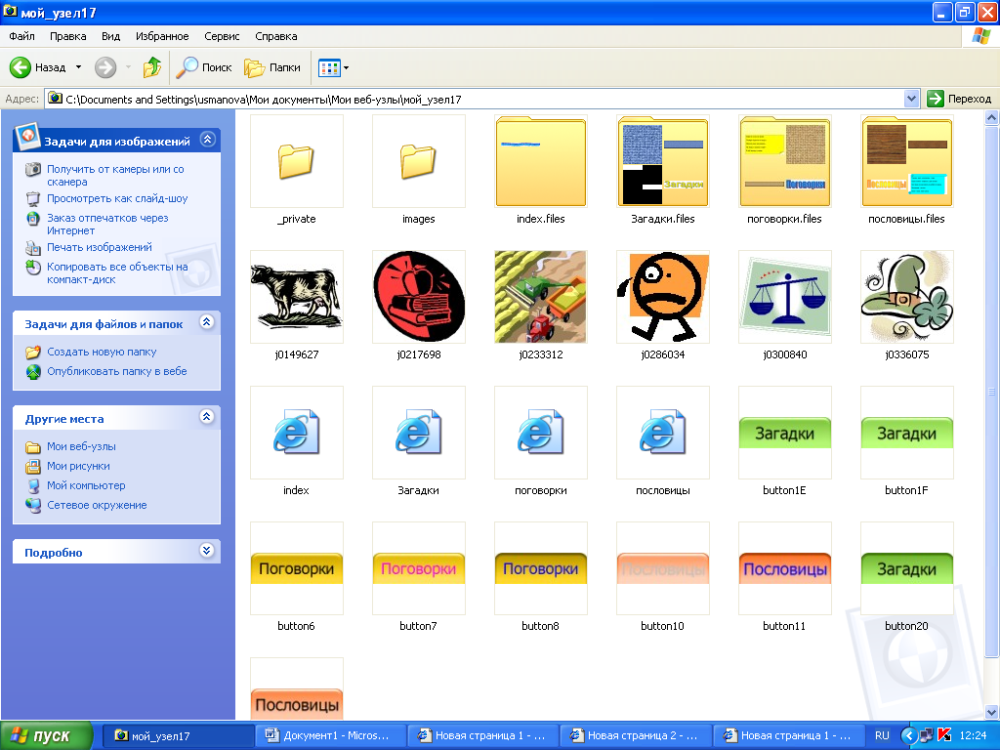 мой_узел17
Файл Правка Вид Избранное Сервис Справка
Назад Поиск Папки
Адрес: C:\Documents and Settings\usmanova\Мои документы\Мои веб-узлы\мой_узел17 Переход
Задачи для изображений
Получить от камеры или со
сканера
Просмотреть как слайд-шоу
Заказ отпечатков через
Интернет
Печать изображений
Копировать все объекты на
компакт-диск
Задачи для файлов и папок
Создать новую папку
Опубликовать папку в вебе
Другие места
Мои веб-узлы
Мои рисунки
Мой компьютер
Сетевое окружение
Подробно
Загадки Поговорки Пословицы
_private images index.files Загадки.files поговорки.files пословицы.files
j0149627 j0217698 j0233312 j0286034 j0300840 j0336075
Загадки Загадки
index Загадки поговорки пословицы button1E button1F
Поговорки Поговорки Поговорки Пословицы Пословицы Загадки
button6 button7 button8 button10 button11 button20
Пословицы
пуск мой_узел17 Документ1 - Micros... Новая страница 1 - ... Новая страница 2 - ... Новая страница 1 - ... RU 12:24